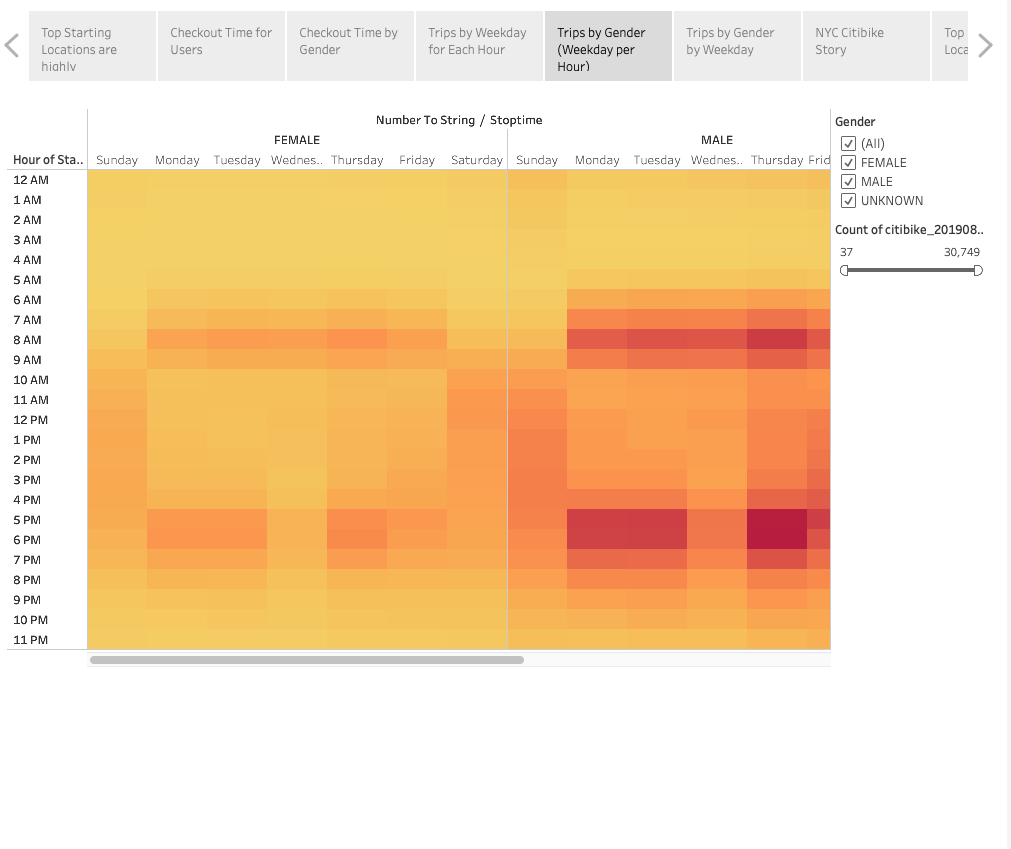 Top Starting
Locations are
highly
Checkout Time for
Users
Checkout Time by
Gender
Trips by Weekday
for Each Hour
Trips by Gender
(Weekday per
Hour)
Trips by Gender
by Weekday
NYC Citibike
Story
Top
Loca
Number To String / Stoptime
FEMALE
MALE
Hour of Sta..
Sunday
Monday
Tuesday
Wednes..
Thursday
Friday
Saturday
Sunday
Monday
Tuesday
Wednes..
Thursday
Frid
12 AM
1 AM
2 AM
3 AM
4 AM
5 AM
6 AM
7 AM
8 AM
9 AM
10 AM
11 AM
12 PM
1 PM
2 PM
3 PM
4 PM
5 PM
6 PM
7 PM
8 PM
9 PM
10 PM
11 PM
Gender
(All)
FEMALE
MALE
UNKNOWN
Count of citibike_201908..
37
30,749